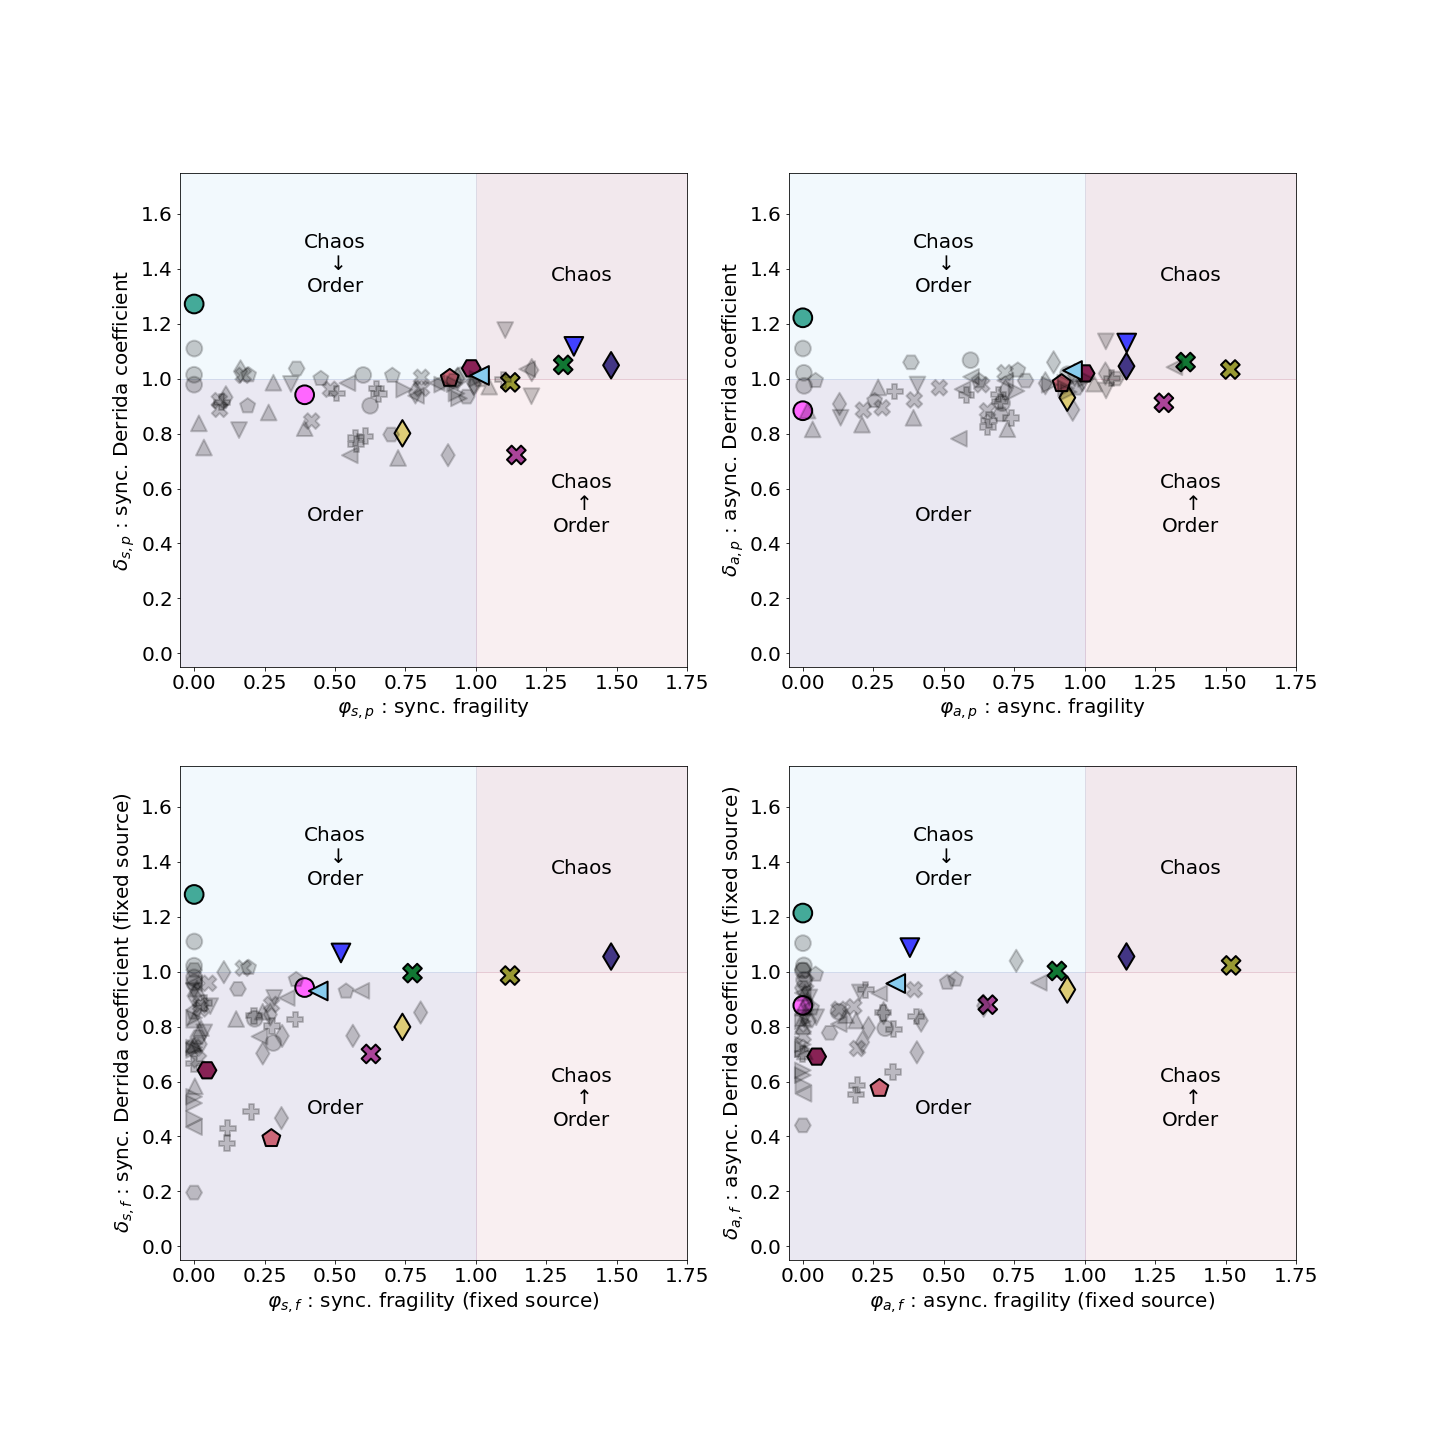 1.6
1.4
1.2
1.0
0.8
0.6
0.4
0.2
0.0
δs,p : sync. Derrida coefficient
Chaos
↓
Order
Chaos
Order
Chaos
↑
Order
0.00 0.25 0.50 0.75 1.00 1.25 1.50 1.75
φs,p : sync. fragility
1.6
1.4
1.2
1.0
0.8
0.6
0.4
0.2
0.0
δa,p : async. Derrida coefficient
Chaos
↓
Order
Chaos
Order
Chaos
↑
Order
0.00 0.25 0.50 0.75 1.00 1.25 1.50 1.75
φa,p : async. fragility
1.6
1.4
1.2
1.0
0.8
0.6
0.4
0.2
0.0
δs,f : sync. Derrida coefficient (fixed source)
Chaos
↓
Order
Chaos
Order
Chaos
↑
Order
0.00 0.25 0.50 0.75 1.00 1.25 1.50 1.75
φs,f : sync. fragility (fixed source)
1.6
1.4
1.2
1.0
0.8
0.6
0.4
0.2
0.0
δa,f : async. Derrida coefficient (fixed source)
Chaos
↓
Order
Chaos
Order
Chaos
↑
Order
0.00 0.25 0.50 0.75 1.00 1.25 1.50 1.75
φa,f : async. fragility (fixed source)